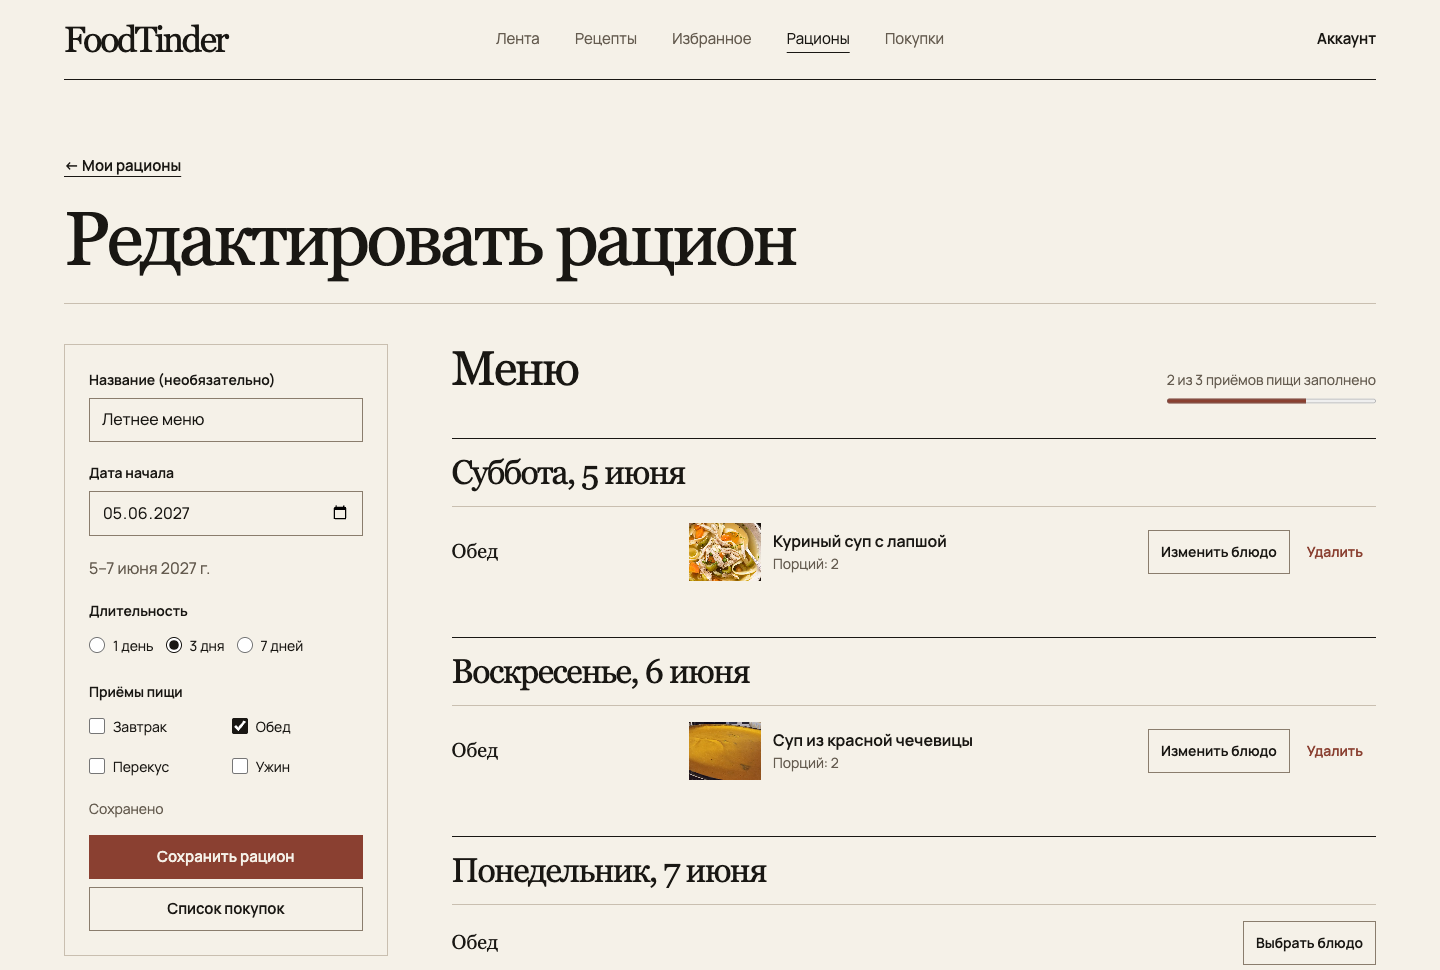 FoodTinder
Лента Рецепты Избранное Рационы Покупки
Аккаунт
← Мои рационы
Редактировать рацион
Название (необязательно)
Летнее меню
Дата начала
05.06.2027
5–7 июня 2027 г.
Длительность
1 день 3 дня 7 дней
Приёмы пищи
Завтрак Обед
Перекус Ужин
Сохранено
Сохранить рацион
Список покупок
Меню
2 из 3 приёмов пищи заполнено
Суббота, 5 июня
Обед
Куриный суп с лапшой
Порций: 2
Изменить блюдо Удалить
Воскресенье, 6 июня
Обед
Суп из красной чечевицы
Порций: 2
Изменить блюдо Удалить
Понедельник, 7 июня
Обед
Выбрать блюдо